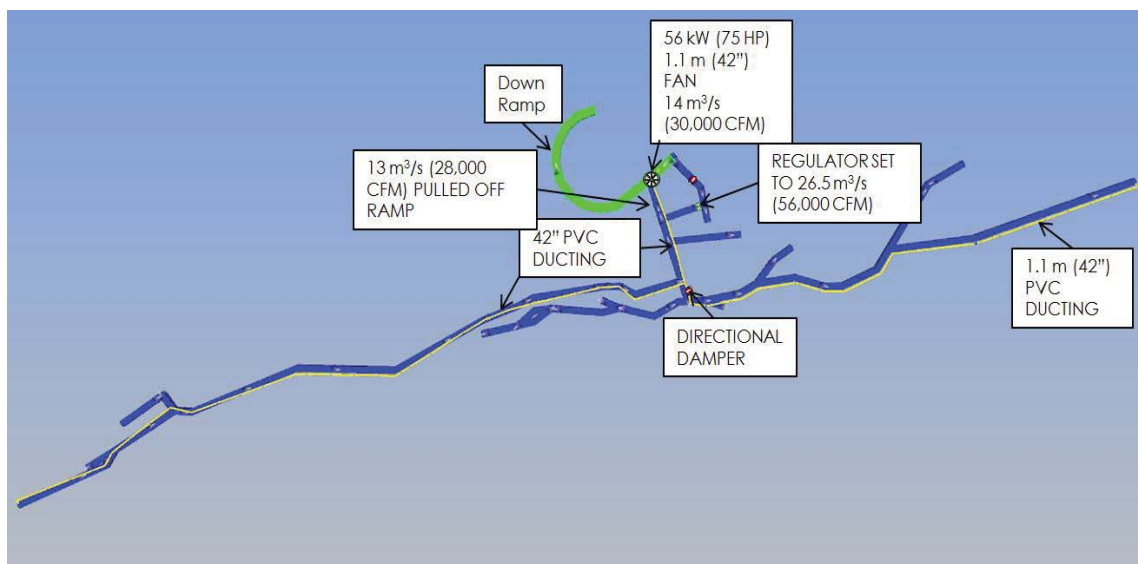 56 kW (75 HP)
1.1 m (42”)
FAN
14 m³/s
(30,000 CFM)
Down
Ramp
13 m³/s (28,000
CFM) PULLED OFF
RAMP
REGULATOR SET
TO 26.5 m³/s
(56,000 CFM)
42” PVC
DUCTING
1.1 m (42”)
PVC
DUCTING
DIRECTIONAL
DAMPER